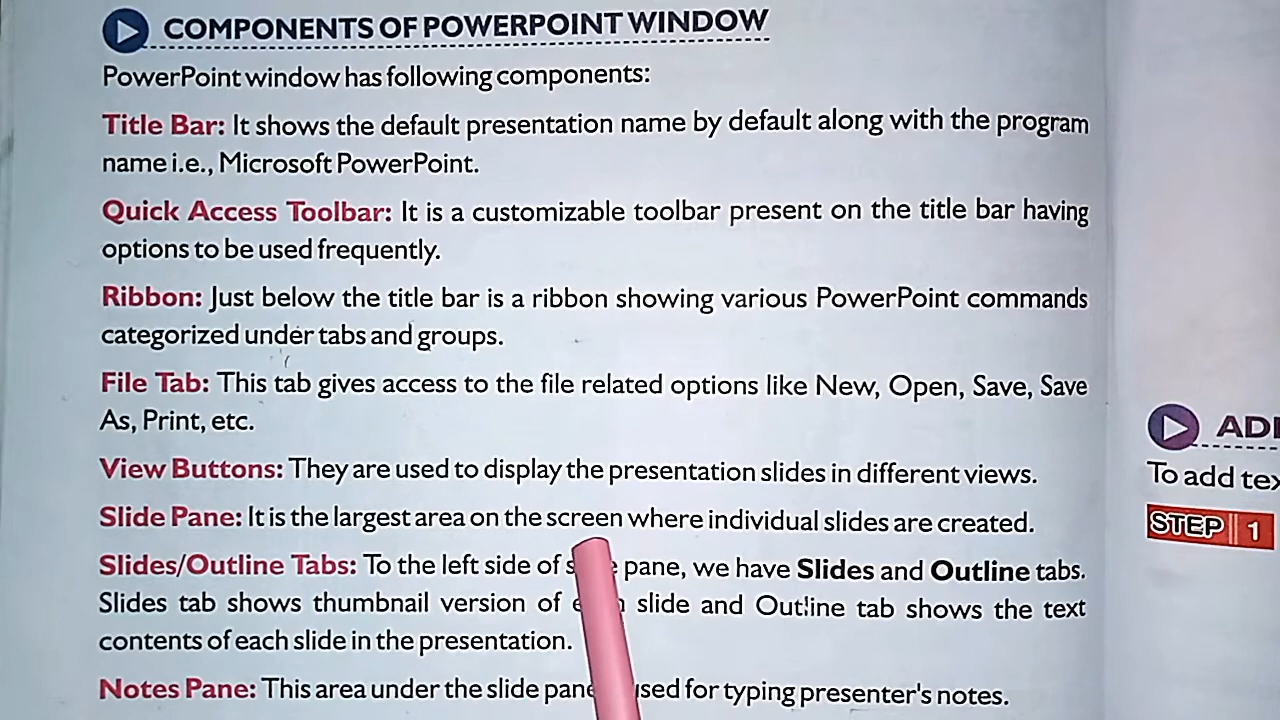 COMPONENTS OF POWERPOINT WINDOW
PowerPoint window has following components:
Title Bar: It shows the default presentation name by default along with the program
name i.e., Microsoft PowerPoint.
Quick Access Toolbar: It is a customizable toolbar present on the title bar having
options to be used frequently.
Ribbon: Just below the title bar is a ribbon showing various PowerPoint commands
categorized under tabs and groups.
File Tab: This tab gives access to the file related options like New, Open, Save, Save
As, Print, etc.
View Buttons: They are used to display the presentation slides in different views.
Slide Pane: It is the largest area on the screen where individual slides are created.
Slides/Outline Tabs: To the left side of pane, we have Slides and Outline tabs.
Slides tab shows thumbnail version of slide and Outline tab shows the text
contents of each slide in the presentation.
Notes Pane: This area under the slide pane used for typing presenter's notes.
To add
STEP 1